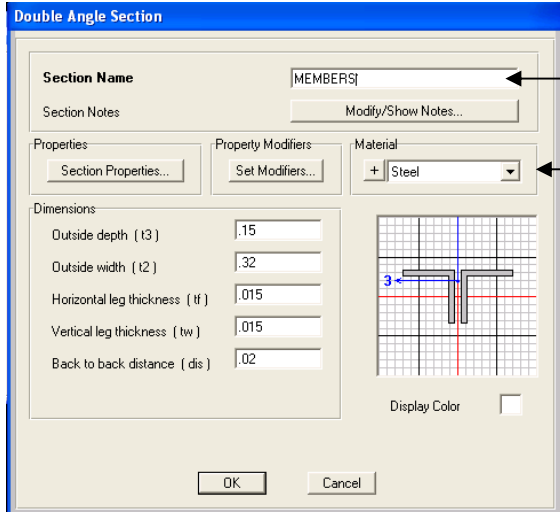 Double Angle Section
Section Name MEMBERS
Section Notes Modify/Show Notes...
Properties Property Modifiers Material
Section Properties... Set Modifiers... + Steel
Dimensions
Outside depth ( t3 ) .15
Outside width ( t2 ) .32
Horizontal leg thickness ( tf ) .015
Vertical leg thickness ( tw ) .015
Back to back distance ( dis ) .02
3
Display Color
OK Cancel